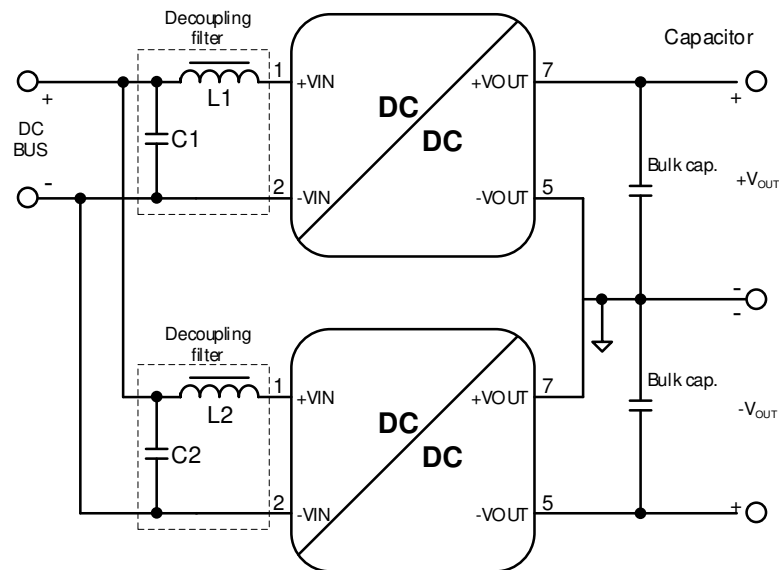 Decoupling
filter
Capacitor
1
+VIN
+VOUT
7
+
L1
+
DC
BUS
DC
DC
C1
Bulk cap.
+VOUT
-
2
-VIN
-VOUT
5
-
-
Decoupling
filter
1
+VIN
+VOUT
7
Bulk cap.
L2
-VOUT
DC
DC
C2
2
-VIN
-VOUT
5
+